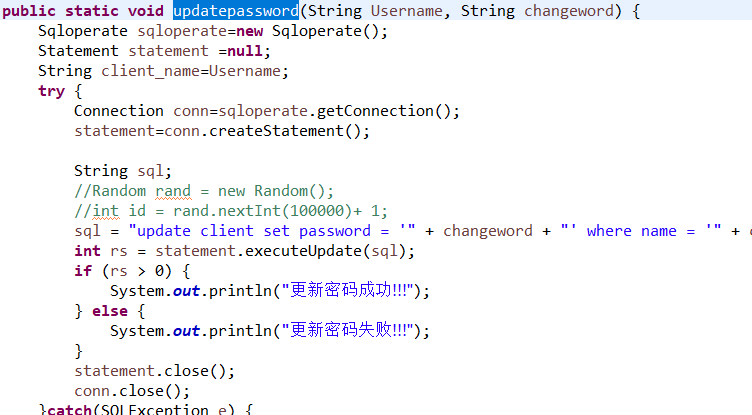 public static void updatepassword(String Username, String changeword) {
Sqloperate sqloperate=new Sqloperate();
Statement statement =null;
String client_name=Username;
try {
Connection conn=sqloperate.getConnection();
statement=conn.createStatement();
String sql;
//Random rand = new Random();
//int id = rand.nextInt(100000)+ 1;
sql = "update client set password = '" + changeword + "' where name = '" +
int rs = statement.executeUpdate(sql);
if (rs > 0) {
System.out.println("更新密码成功!!!");
} else {
System.out.println("更新密码失败!!!");
}
statement.close();
conn.close();
}catch(SQLException e) {